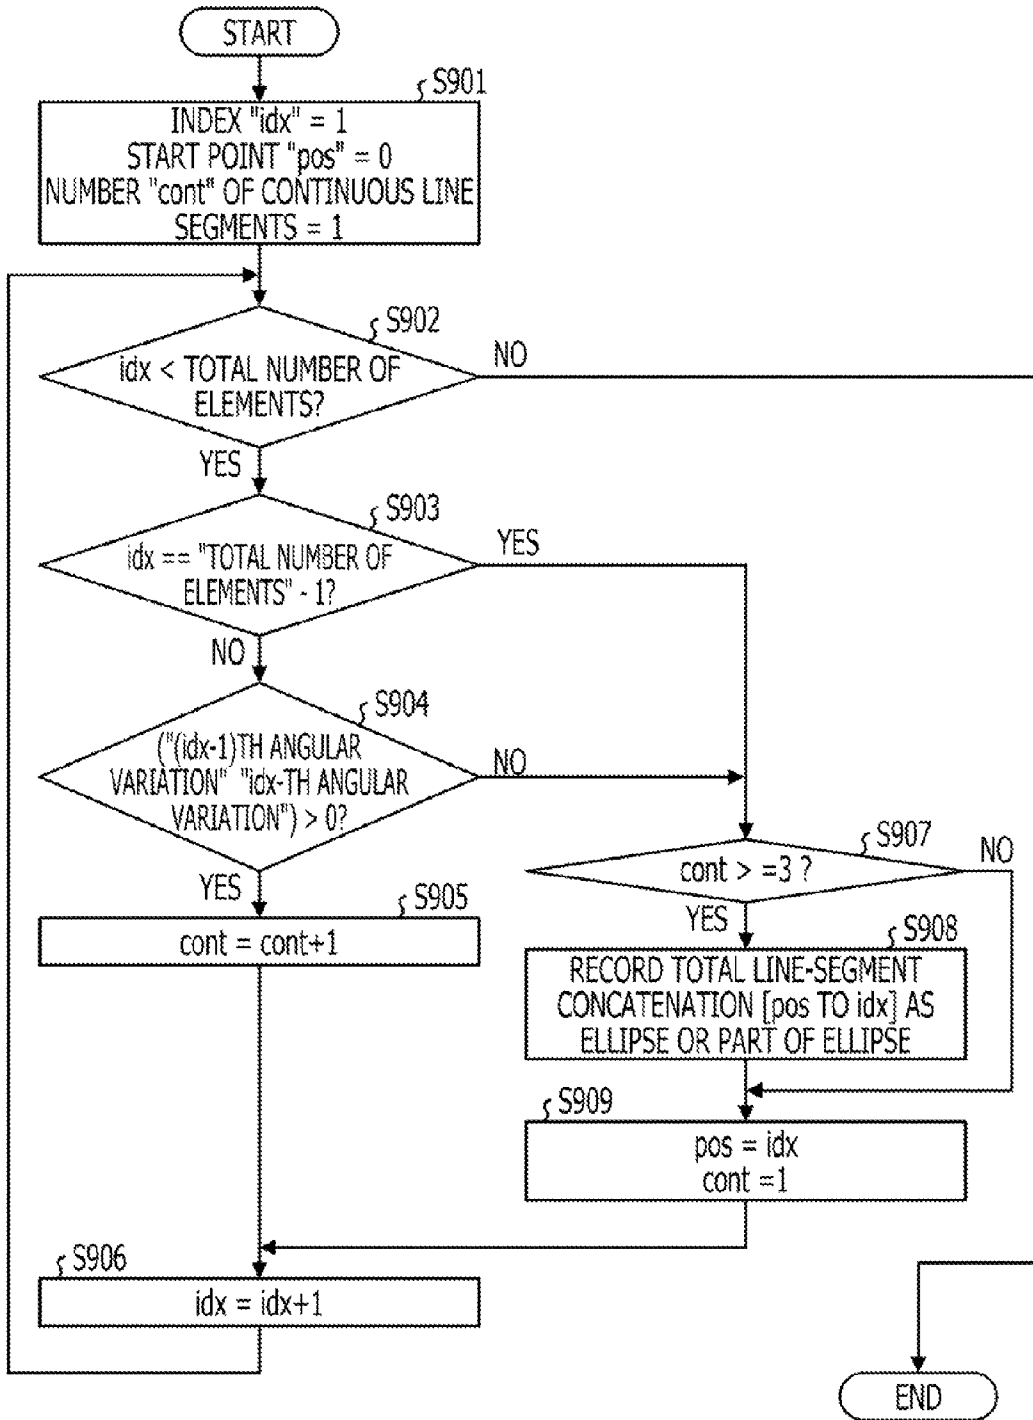 START
S901
INDEX "idx" = 1
START POINT "pos" = 0
NUMBER "cont" OF CONTINUOUS LINE
SEGMENTS = 1
S902
idx < TOTAL NUMBER OF
ELEMENTS?
NO
YES
S903
idx == "TOTAL NUMBER OF
ELEMENTS" - 1?
YES
NO
S904
("(idx-1)TH ANGULAR
VARIATION" "idx-TH ANGULAR
VARIATION") > 0?
NO
YES
S905
cont = cont+1
S907
cont > =3 ?
NO
YES
S908
RECORD TOTAL LINE-SEGMENT
CONCATENATION [pos TO idx] AS
ELLIPSE OR PART OF ELLIPSE
S909
pos = idx
cont =1
S906
idx = idx+1
END